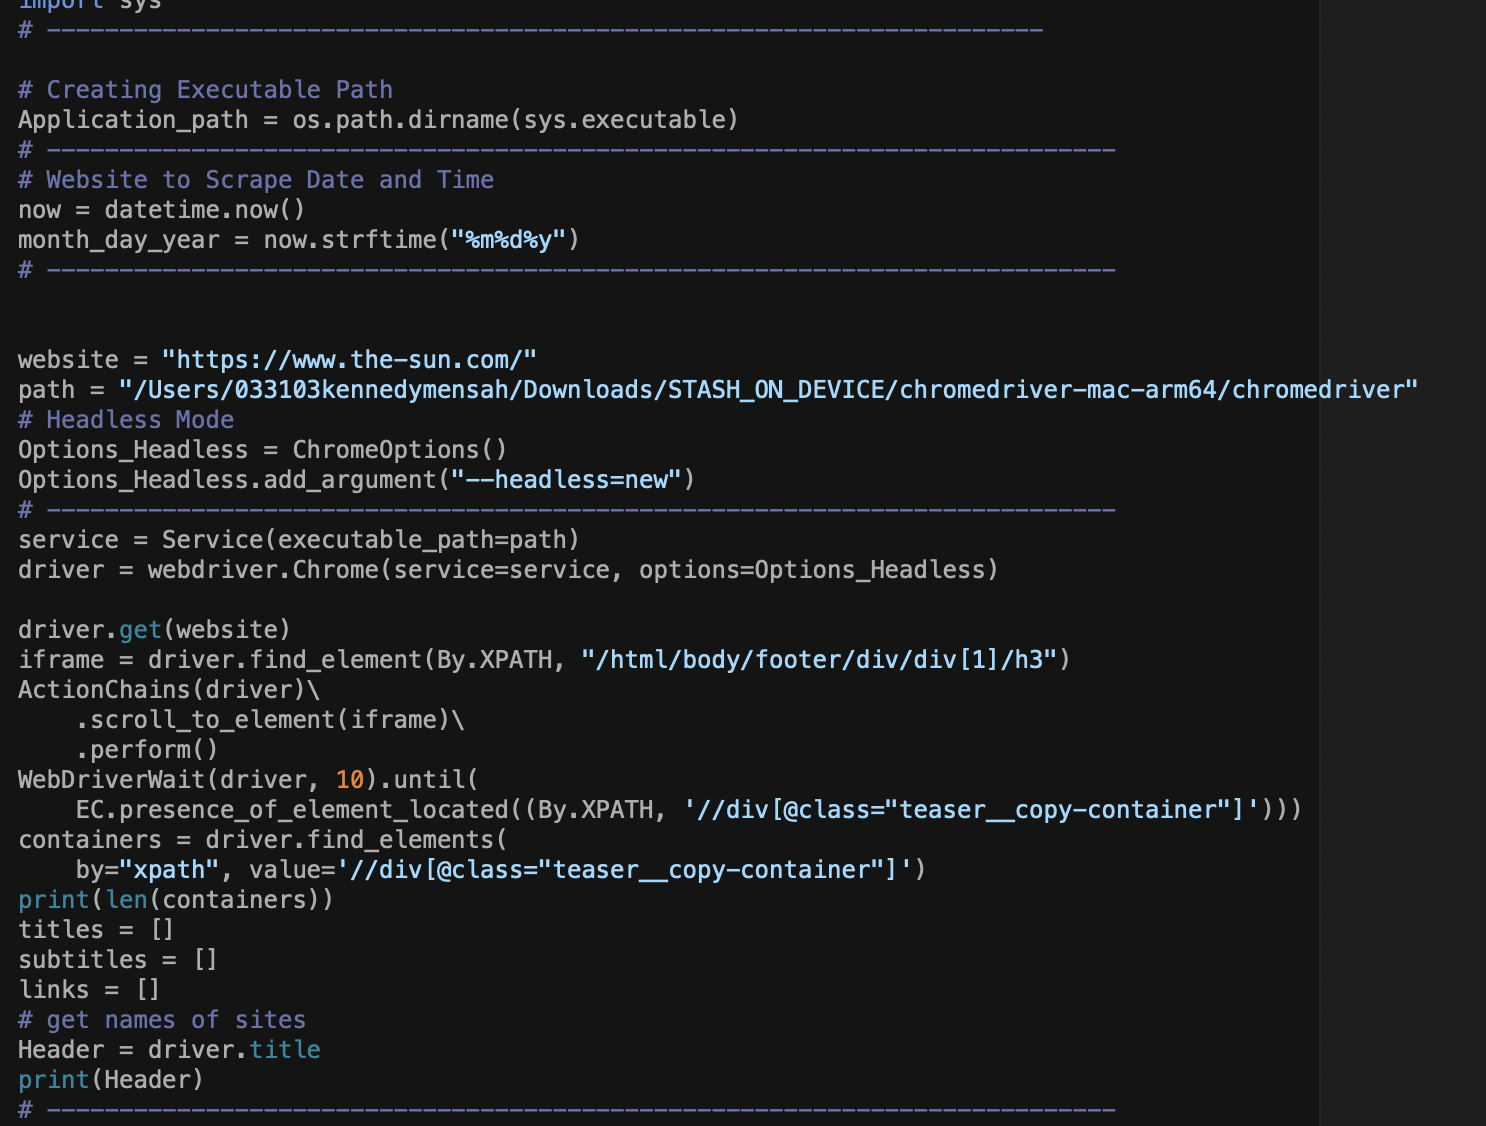 import sys
# ---------------------------------------------------------------------
# Creating Executable Path
Application_path = os.path.dirname(sys.executable)
# --------------------------------------------------------------------------
# Website to Scrape Date and Time
now = datetime.now()
month_day_year = now.strftime("%m%d%y")
# --------------------------------------------------------------------------
website = "https://www.the-sun.com/"
path = "/Users/033103kennedymensah/Downloads/STASH_ON_DEVICE/chromedriver-mac-arm64/chromedriver"
# Headless Mode
Options_Headless = ChromeOptions()
Options_Headless.add_argument("--headless=new")
# --------------------------------------------------------------------------
service = Service(executable_path=path)
driver = webdriver.Chrome(service=service, options=Options_Headless)
driver.get(website)
iframe = driver.find_element(By.XPATH, "/html/body/footer/div/div[1]/h3")
ActionChains(driver)\
    .scroll_to_element(iframe)\
    .perform()
WebDriverWait(driver, 10).until(
    EC.presence_of_element_located((By.XPATH, '//div[@class="teaser__copy-container"]')))
containers = driver.find_elements(
    by="xpath", value='//div[@class="teaser__copy-container"]')
print(len(containers))
titles = []
subtitles = []
links = []
# get names of sites
Header = driver.title
print(Header)
# --------------------------------------------------------------------------